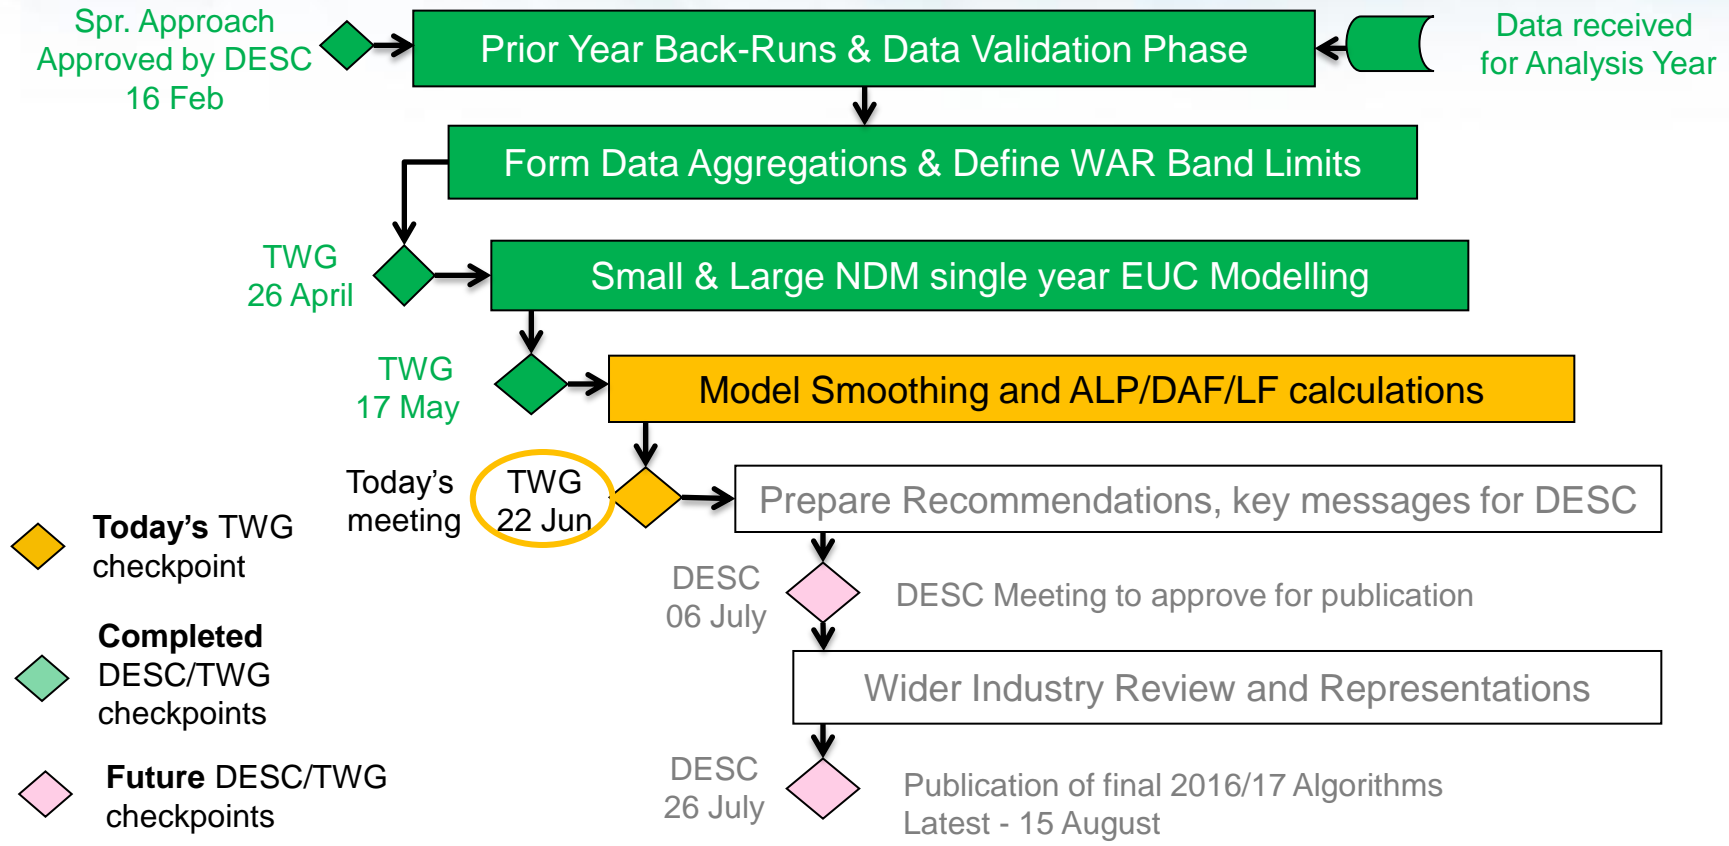 Spr. Approach
Approved by DESC
16 Feb
Prior Year Back-Runs & Data Validation Phase
Data received
for Analysis Year
Form Data Aggregations & Define WAR Band Limits
TWG
26 April
Small & Large NDM single year EUC Modelling
TWG
17 May
Model Smoothing and ALP/DAF/LF calculations
Today's
meeting
TWG
22 Jun
Prepare Recommendations, key messages for DESC
Today's TWG
checkpoint
DESC
06 July
DESC Meeting to approve for publication
Completed
DESC/TWG
checkpoints
Wider Industry Review and Representations
Future DESC/TWG
checkpoints
DESC
26 July
Publication of final 2016/17 Algorithms
Latest - 15 August